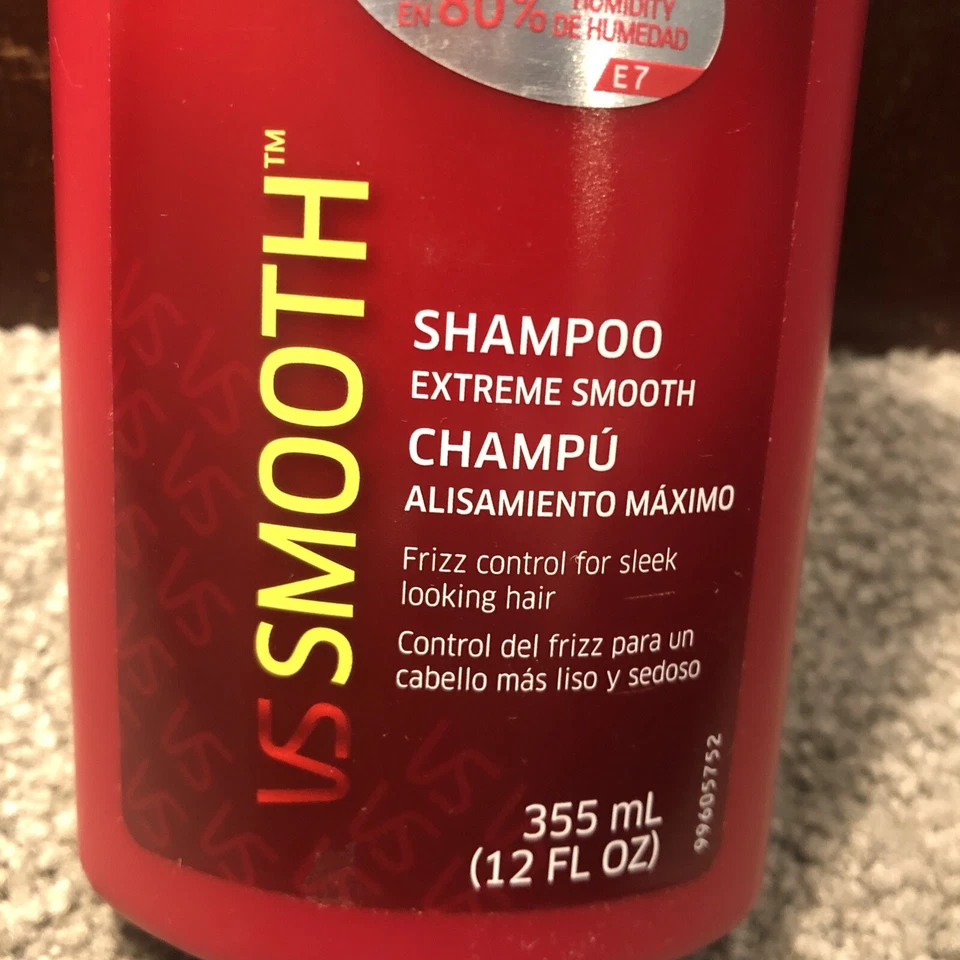 HUMIDITY
EN 80% DE HUMEDAD
E7
VS SMOOTH™
SHAMPOO
EXTREME SMOOTH
CHAMPÚ
ALISAMIENTO MÁXIMO
Frizz control for sleek
looking hair
Control del frizz para un
cabello más liso y sedoso
355 mL
(12 FL OZ)
99605752